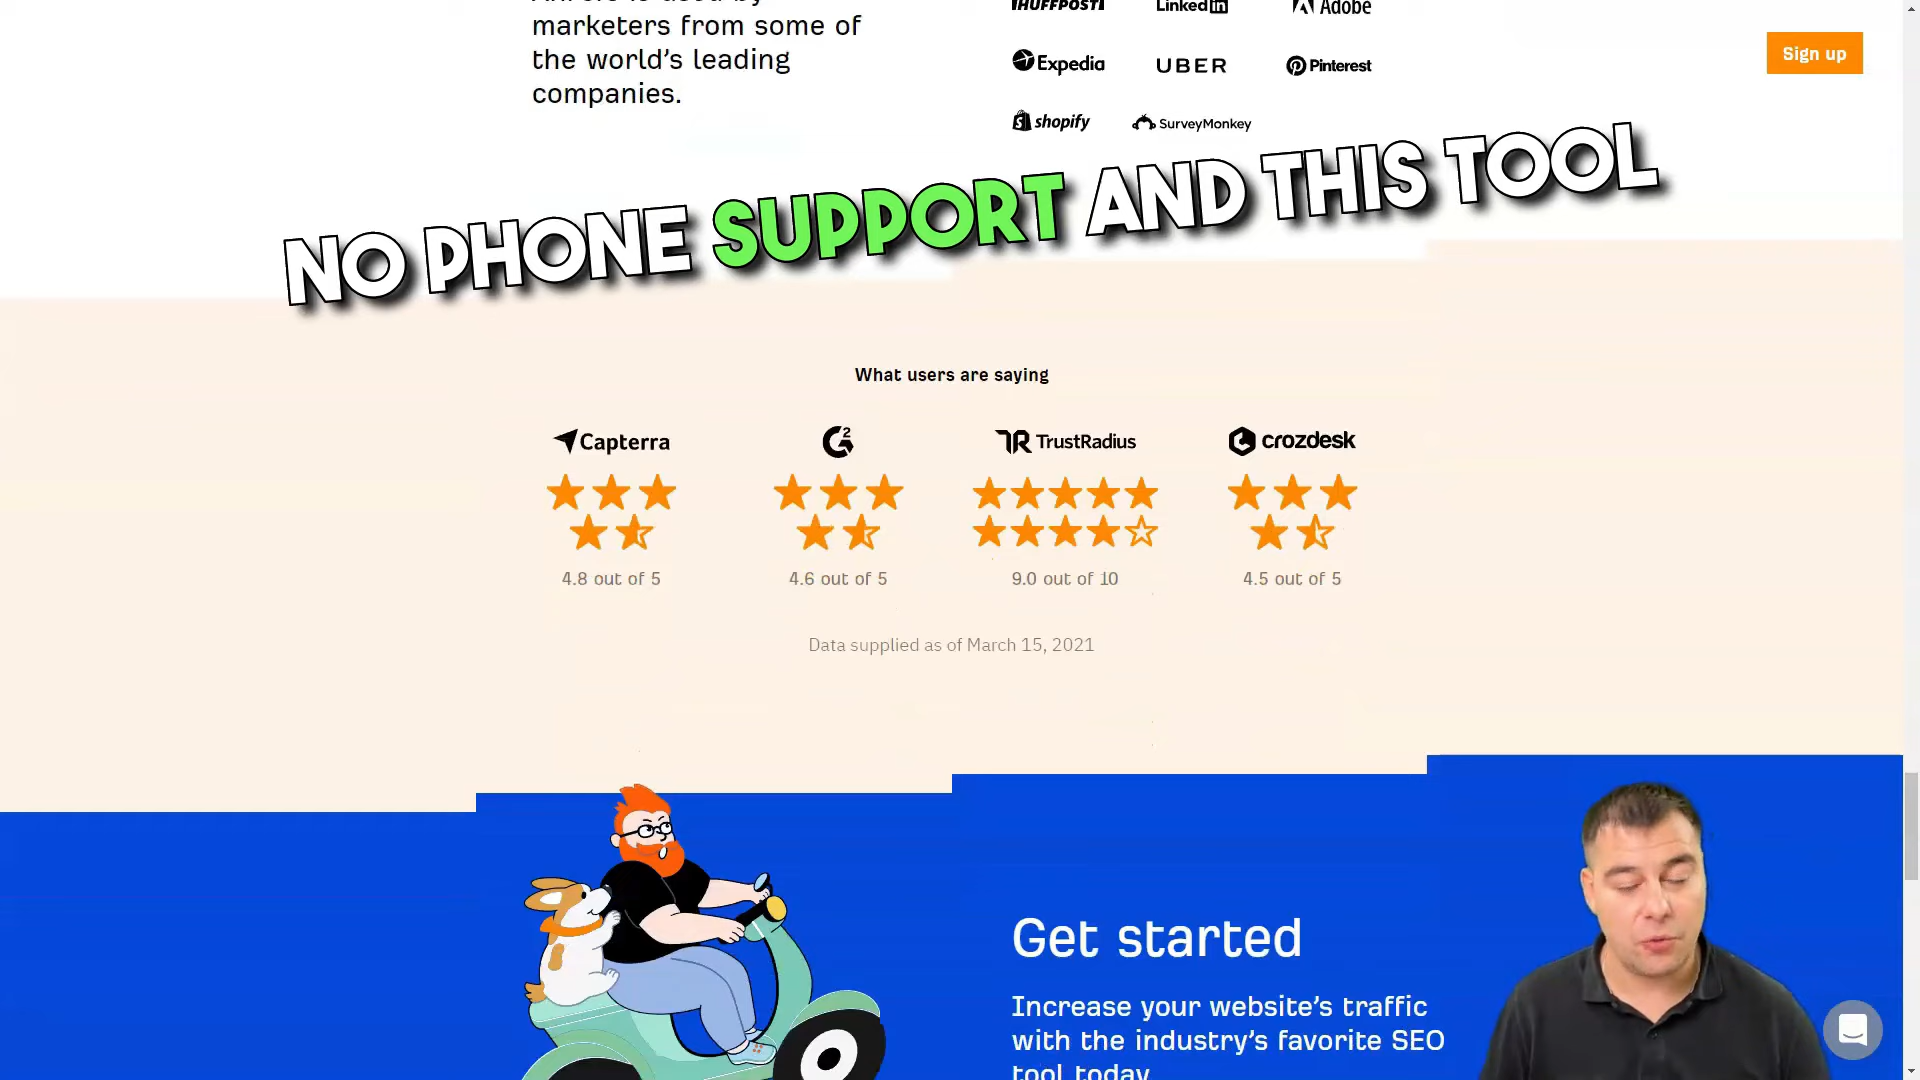 marketers from some of
the world's leading
companies.
HUFFPOST
LinkedIn
Adobe
Expedia
UBER
Pinterest
shopify
SurveyMonkey
Sign up
NO PHONE SUPPORT AND THIS TOOL
What users are saying
Capterra
G2
TrustRadius
crozdesk
4.8 out of 5
4.6 out of 5
9.0 out of 10
4.5 out of 5
Data supplied as of March 15, 2021
Get started
Increase your website's traffic
with the industry's favorite SEO
tool today.